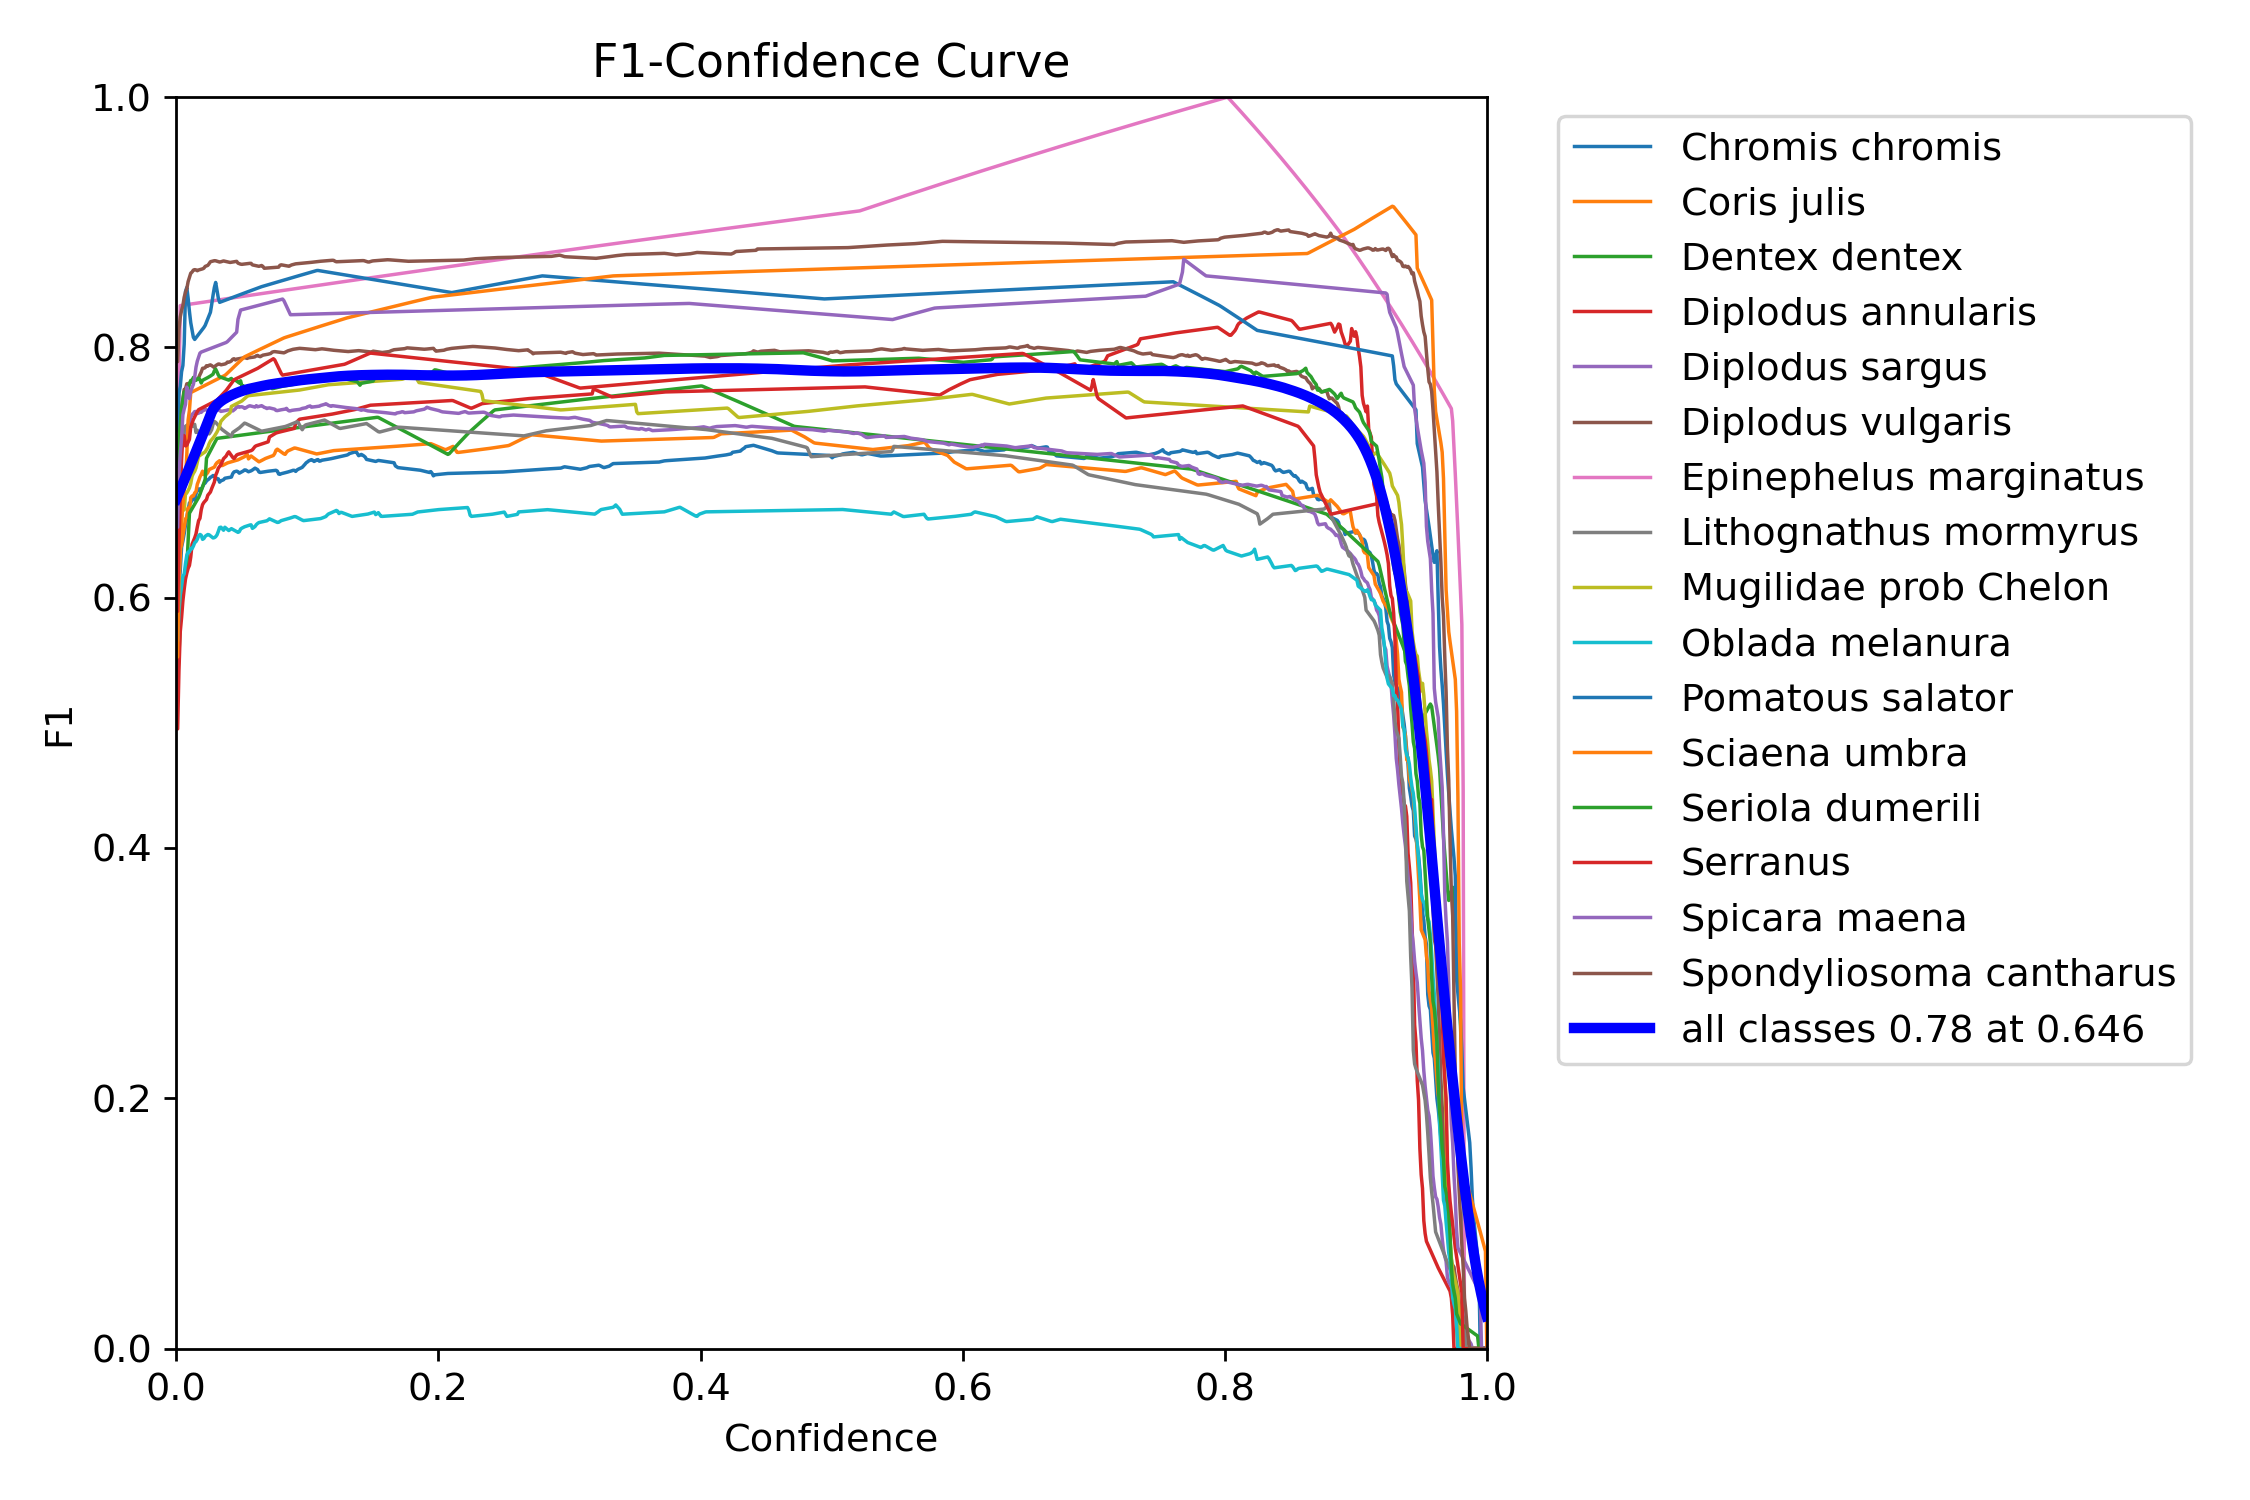 F1-Confidence Curve
1.0
0.8
0.6
0.4
0.2
0.0
F1
0.0 0.2 0.4 0.6 0.8 1.0
Confidence
Chromis chromis
Coris julis
Dentex dentex
Diplodus annularis
Diplodus sargus
Diplodus vulgaris
Epinephelus marginatus
Lithognathus mormyrus
Mugilidae prob Chelon
Oblada melanura
Pomatous salator
Sciaena umbra
Seriola dumerili
Serranus
Spicara maena
Spondyliosoma cantharus
all classes 0.78 at 0.646